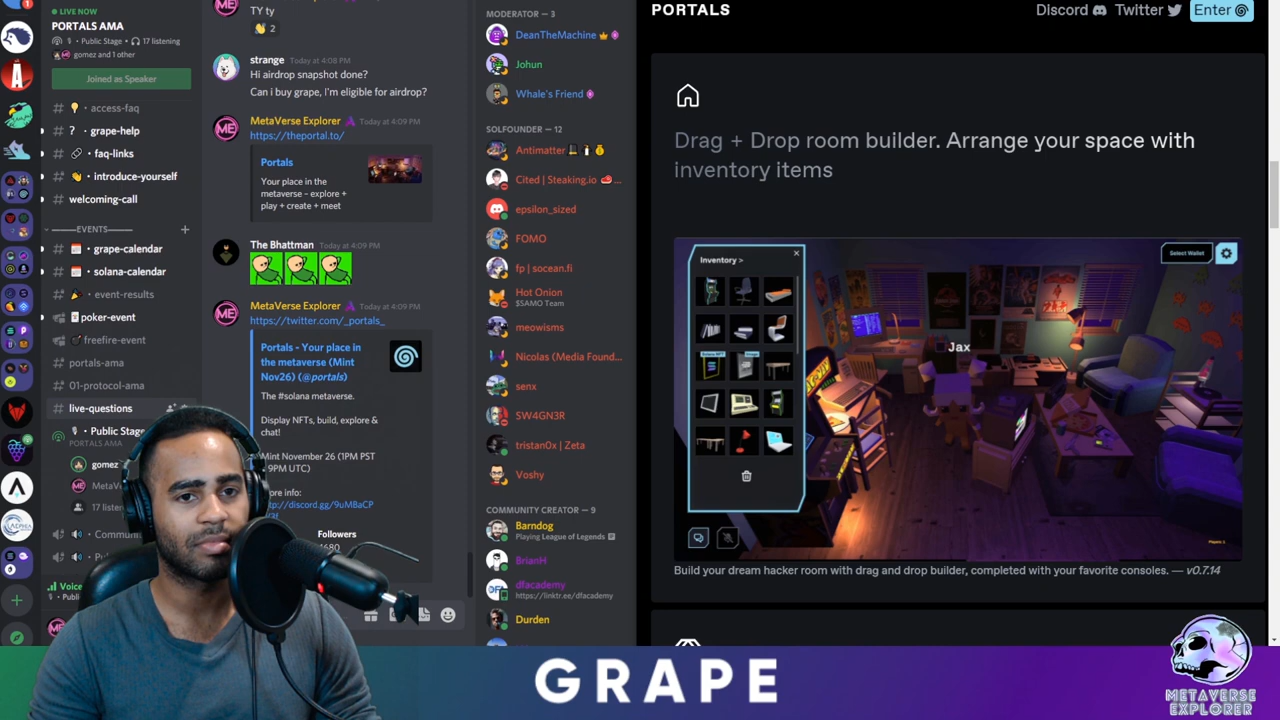 LIVE NOW
PORTALS AMA
Public Stage • 17 listening
gomez and 1 other
Joined as Speaker
# access-faq
# grape-help
# faq-links
# introduce-yourself
welcoming-call
EVENTS
# grape-calendar
# solana-calendar
# event-results
poker-event
freefire-event
# portals-ama
# 01-protocol-ama
# live-questions
Public Stage
PORTALS AMA
gomez
17
Voice
TY ty
2
strange Today at 4:08 PM
Hi airdrop snapshot done?
Can i buy grape, I'm eligible for airdrop?
MetaVerse Explorer Today at 4:09 PM
https://theportal.to/
Portals
Your place in the
metaverse – explore +
play + create + meet
The Bhattman Today at 4:09 PM
MetaVerse Explorer Today at 4:09 PM
https://twitter.com/_portals_
Portals - Your place in
the metaverse (Mint
Nov26) (@portals)
The #solana metaverse.
Display NFTs, build, explore &
chat!
Mint November 26 (1PM PST
9PM UTC)
info:
Followers
MODERATOR — 3
DeanTheMachine
Johun
Whale's Friend
SOLFOUNDER — 12
Antimatter
Cited | Steaking.io ...
epsilon_sized
FOMO
fp | socean.fi
Hot Onion
$SAMO Team
meowisms
Nicolas (Media Found...
senx
SW4GN3R
tristan0x | Zeta
Voshy
COMMUNITY CREATOR — 9
Barndog
Playing League of Legends
BrianH
dfacademy
https://linktr.ee/dfacademy
Durden
PORTALS
Discord Twitter Enter
Drag + Drop room builder. Arrange your space with
inventory items
Inventory >
Select Wallet
Jax
Build your dream hacker room with drag and drop builder, completed with your favorite consoles. — v0.7.14
GRAPE
METAVERSE
EXPLORER